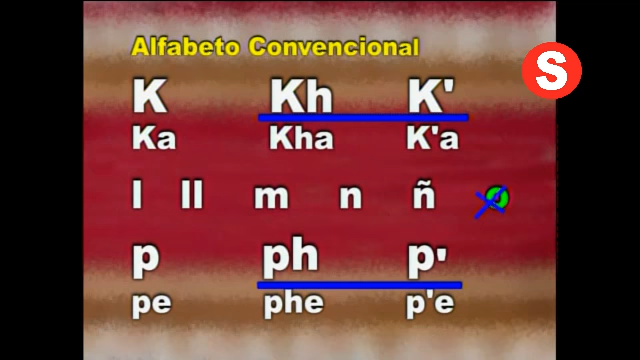 Alfabeto Convencional
S
K Kh K'
Ka Kha K'a
l ll m n ñ
p ph p'
pe phe p'e